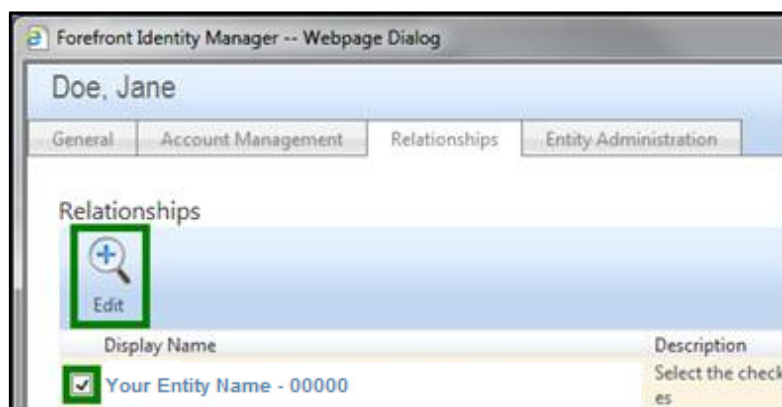 Forefront Identity Manager -- Webpage Dialog
Doe, Jane
General Account Management Relationships Entity Administration
Relationships
Edit
Display Name Description
Your Entity Name - 00000 Select the check
es